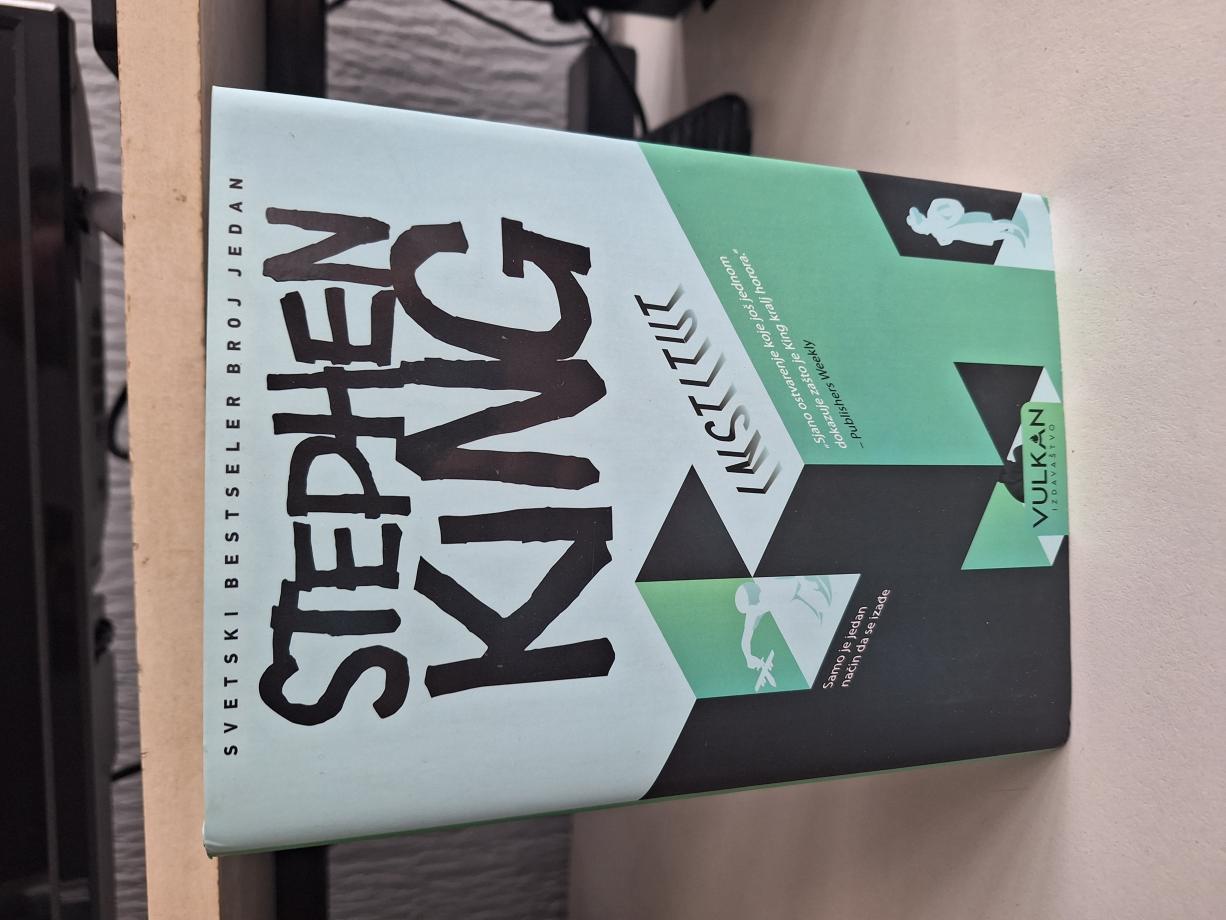 SVETSKI BESTSELER BROJ JEDAN
STEPHEN
KING
INSTITUT
„Sjajno ostvarenje koje još jednom
dokazuje zašto je King kralj horora.“
– Publishers Weekly
Samo je jedan
način da se izađe
VULKAN
IZDAVAŠTVO